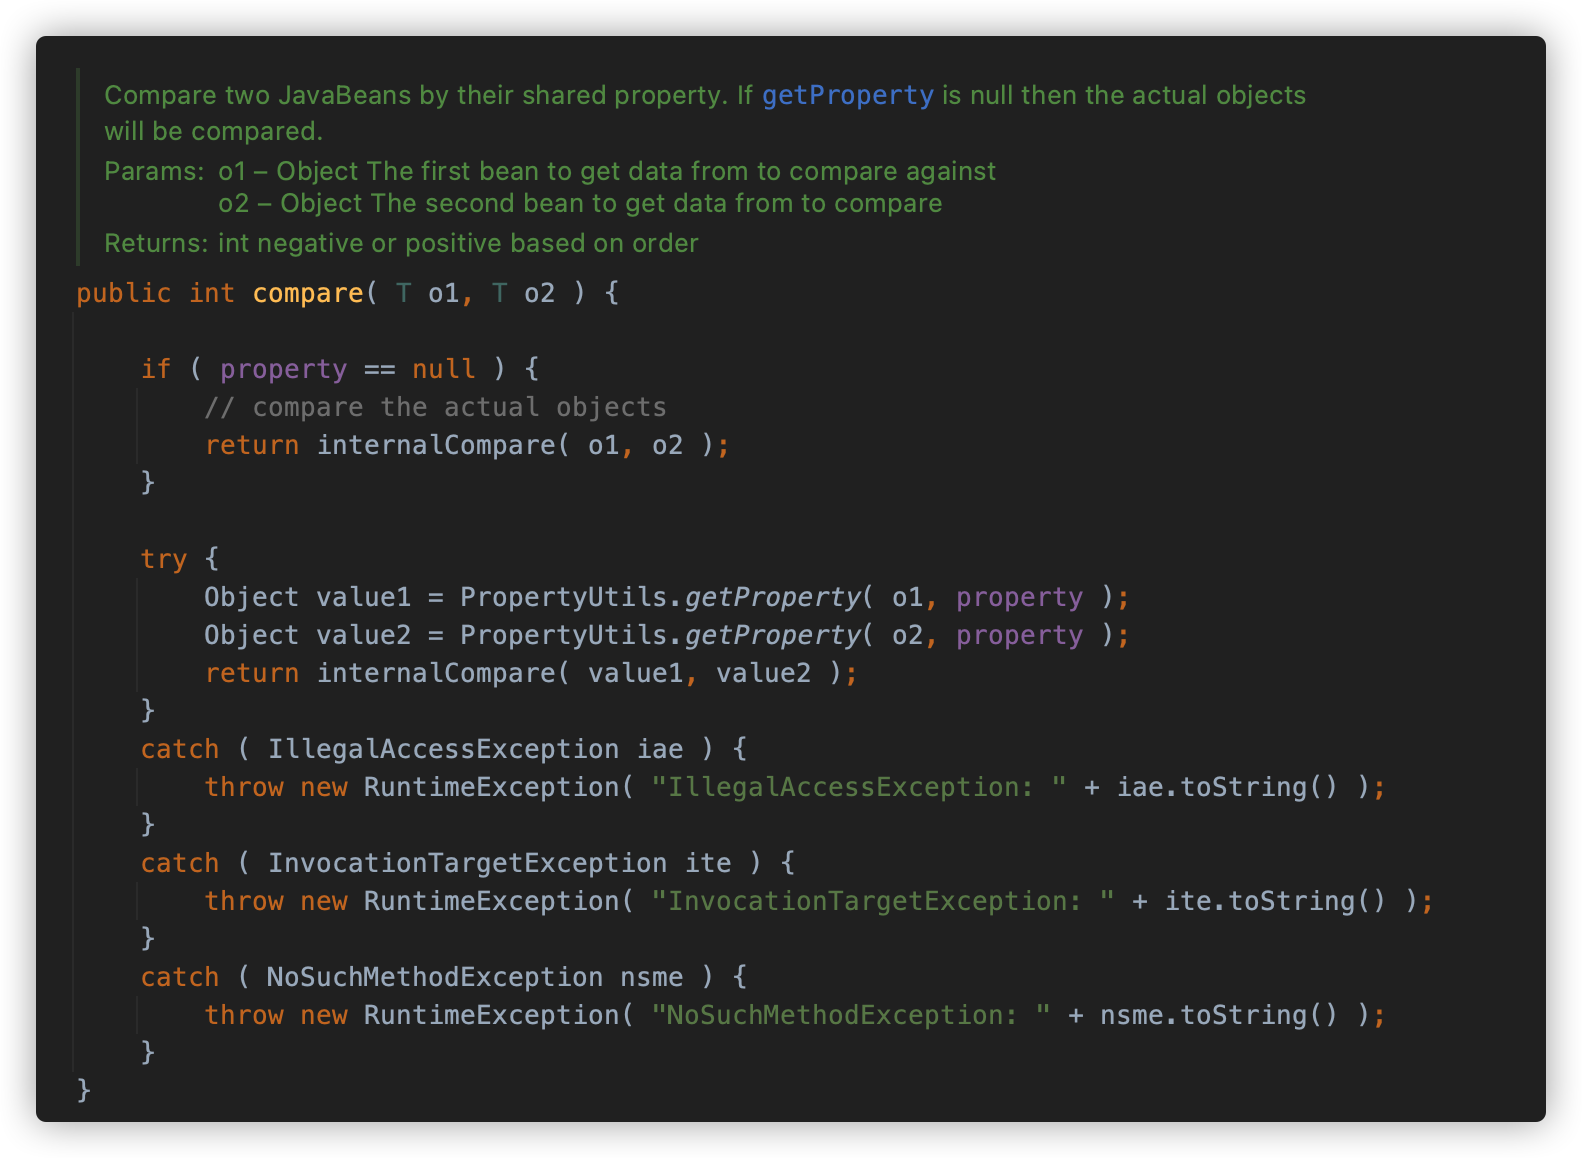 Compare two JavaBeans by their shared property. If getProperty is null then the actual objects
will be compared.
Params: o1 – Object The first bean to get data from to compare against
o2 – Object The second bean to get data from to compare
Returns: int negative or positive based on order
public int compare( T o1, T o2 ) {
if ( property == null ) {
// compare the actual objects
return internalCompare( o1, o2 );
}
try {
Object value1 = PropertyUtils.getProperty( o1, property );
Object value2 = PropertyUtils.getProperty( o2, property );
return internalCompare( value1, value2 );
}
catch ( IllegalAccessException iae ) {
throw new RuntimeException( "IllegalAccessException: " + iae.toString() );
}
catch ( InvocationTargetException ite ) {
throw new RuntimeException( "InvocationTargetException: " + ite.toString() );
}
catch ( NoSuchMethodException nsme ) {
throw new RuntimeException( "NoSuchMethodException: " + nsme.toString() );
}
}